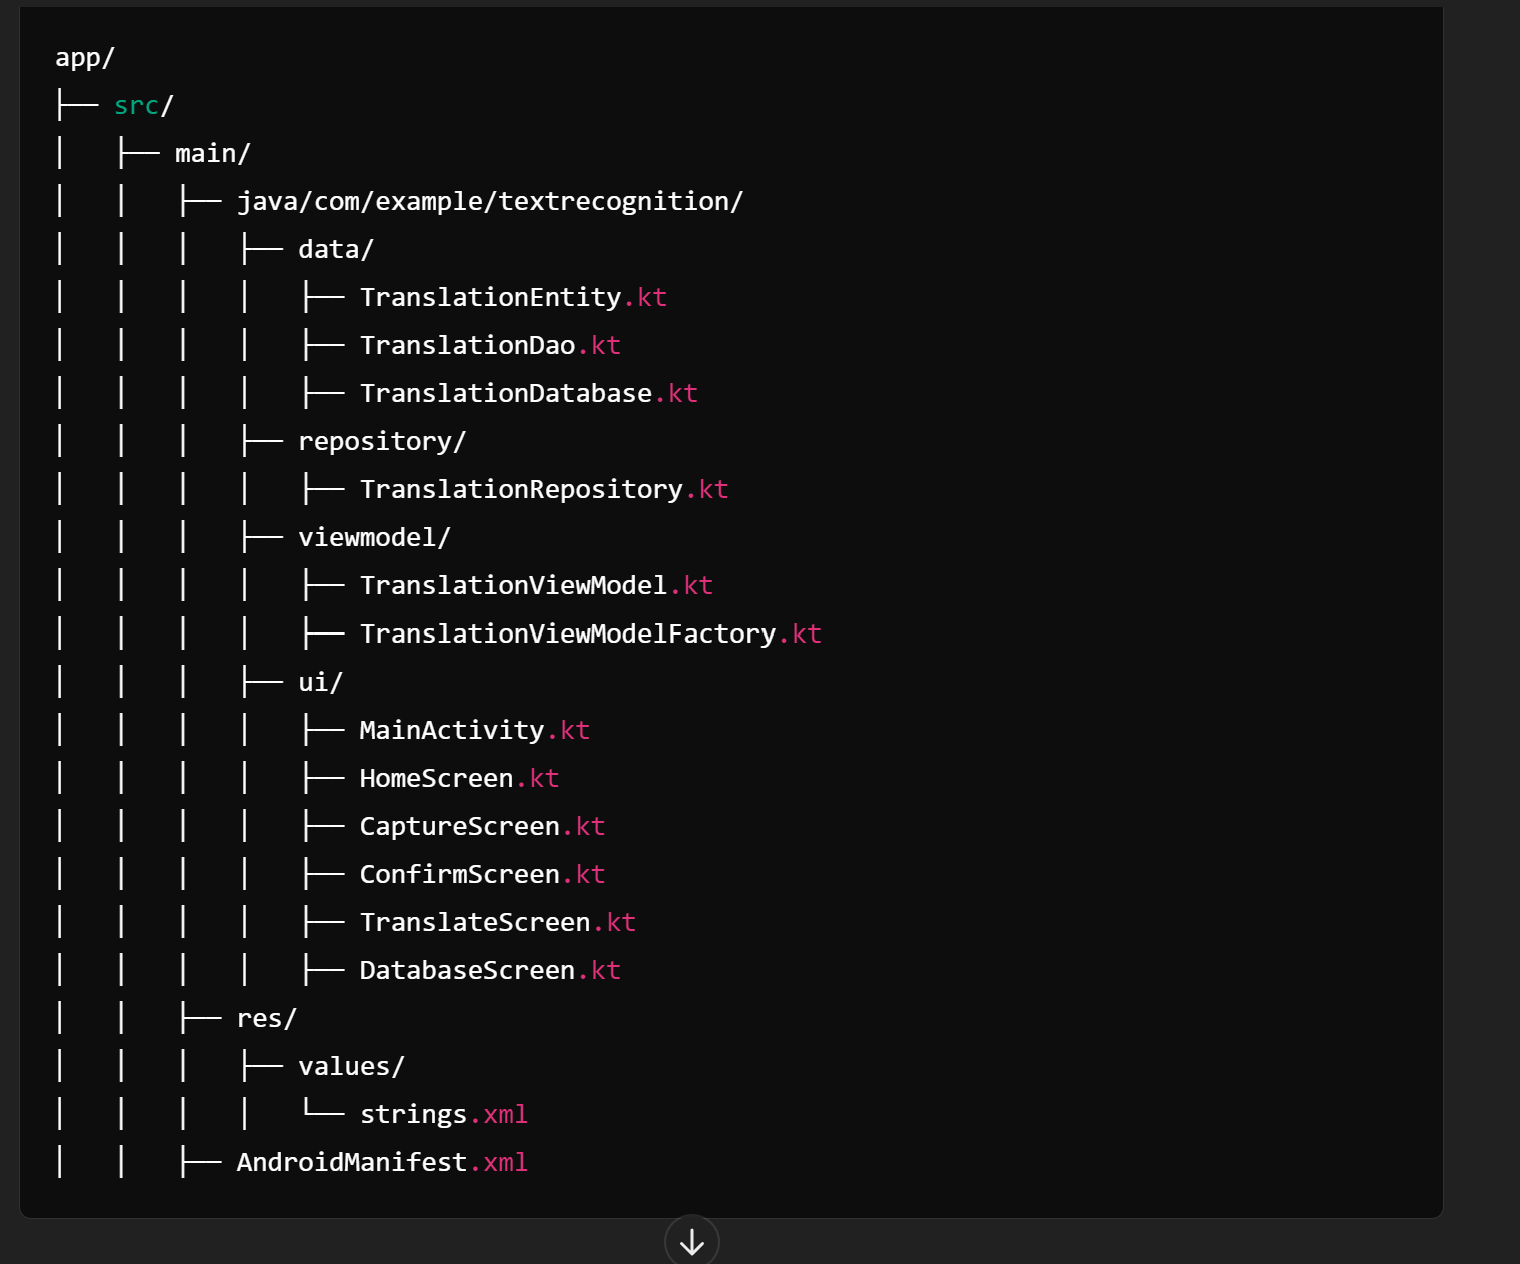 app/
├── src/
│   ├── main/
│   │   ├── java/com/example/textrecognition/
│   │   │   ├── data/
│   │   │   │   ├── TranslationEntity.kt
│   │   │   │   ├── TranslationDao.kt
│   │   │   │   ├── TranslationDatabase.kt
│   │   │   ├── repository/
│   │   │   │   ├── TranslationRepository.kt
│   │   │   ├── viewmodel/
│   │   │   │   ├── TranslationViewModel.kt
│   │   │   │   ├── TranslationViewModelFactory.kt
│   │   │   ├── ui/
│   │   │   │   ├── MainActivity.kt
│   │   │   │   ├── HomeScreen.kt
│   │   │   │   ├── CaptureScreen.kt
│   │   │   │   ├── ConfirmScreen.kt
│   │   │   │   ├── TranslateScreen.kt
│   │   │   │   ├── DatabaseScreen.kt
│   │   ├── res/
│   │   │   ├── values/
│   │   │   │   └── strings.xml
│   │   ├── AndroidManifest.xml